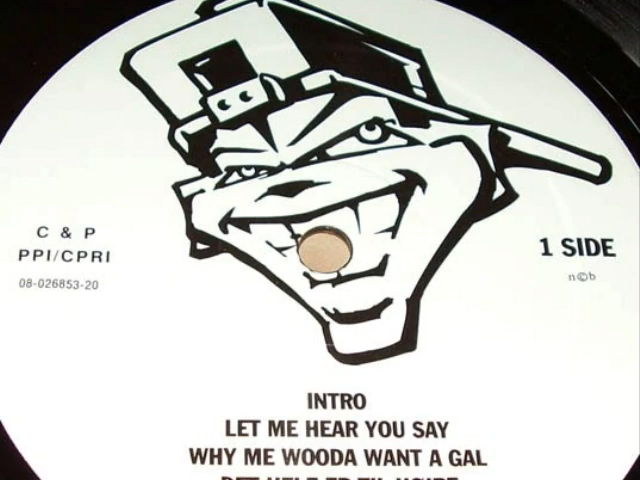 C & P
PPI/CPRI
08-026853-20
1 SIDE
n©b
INTRO
LET ME HEAR YOU SAY
WHY ME WOODA WANT A GAL